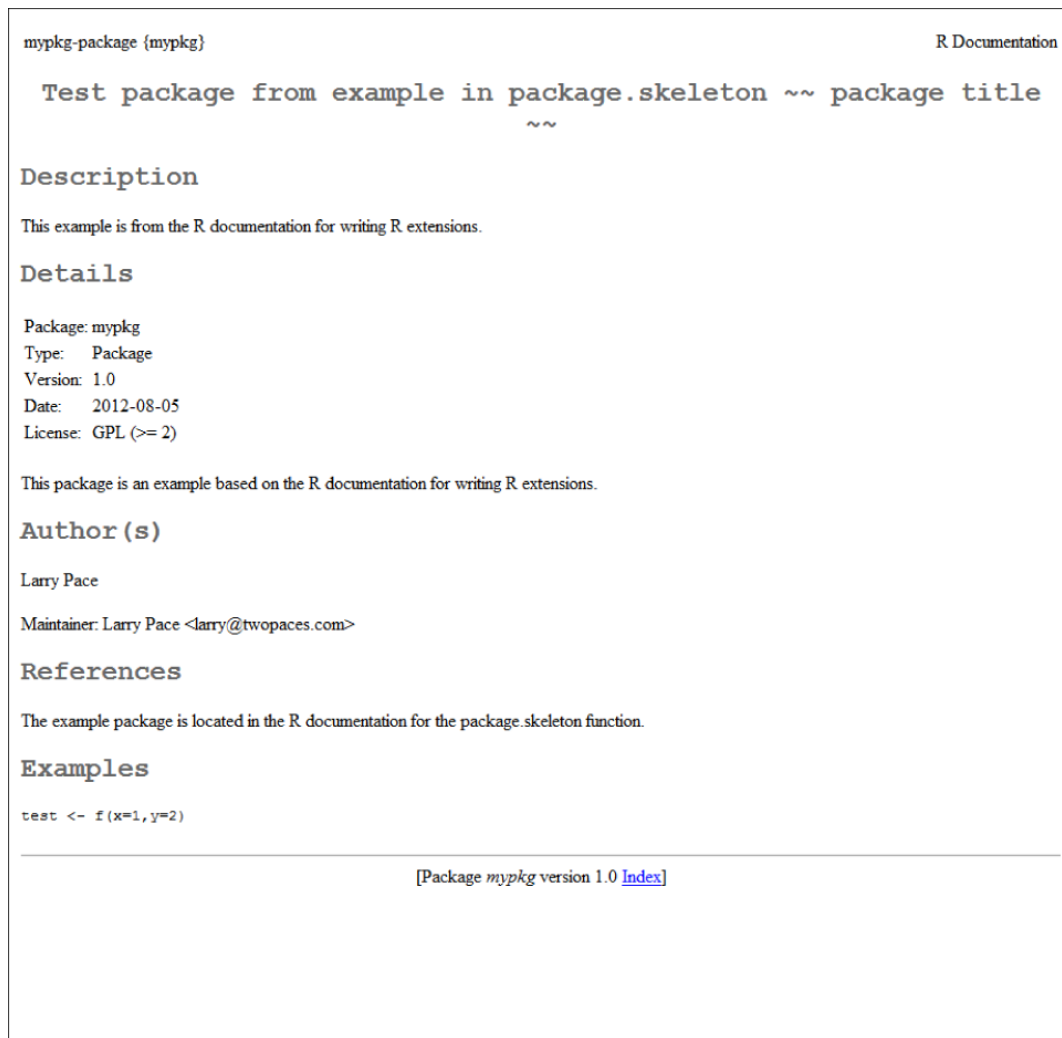 mypkg-package {mypkg} R Documentation
Test package from example in package.skeleton ~~ package title
~~
Description
This example is from the R documentation for writing R extensions.
Details
Package: mypkg
Type: Package
Version: 1.0
Date: 2012-08-05
License: GPL (>= 2)
This package is an example based on the R documentation for writing R extensions.
Author(s)
Larry Pace
Maintainer: Larry Pace <larry@twopaces.com>
References
The example package is located in the R documentation for the package.skeleton function.
Examples
test <- f(x=1,y=2)
[Package mypkg version 1.0 Index]